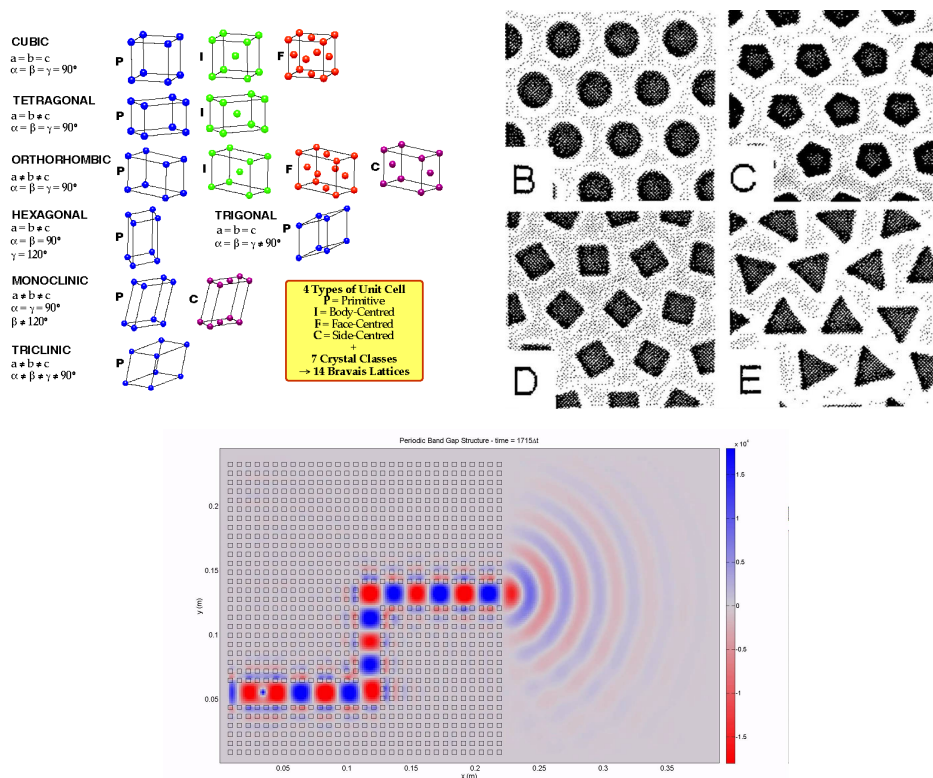 CUBIC
a = b = c
α = β = γ = 90°
P
I
F
TETRAGONAL
a = b ≠ c
α = β = γ = 90°
P
I
ORTHORHOMBIC
a ≠ b ≠ c
α = β = γ = 90°
P
I
F
C
HEXAGONAL
a = b ≠ c
α = β = 90°
γ = 120°
P
TRIGONAL
a = b = c
α = β = γ ≠ 90°
P
MONOCLINIC
a ≠ b ≠ c
α = γ = 90°
β ≠ 120°
P
C
4 Types of Unit Cell
P = Primitive
I = Body-Centred
F = Face-Centred
C = Side-Centred
+
7 Crystal Classes
→ 14 Bravais Lattices
TRICLINIC
a ≠ b ≠ c
α ≠ β ≠ γ ≠ 90°
P
B
C
D
E
Periodic Band Gap Structure - time = 1715Δt
0.2
0.15
0.1
0.05
y (m)
0.05
0.1
0.15
0.2
0.25
0.3
0.35
x (m)
1.5
1
0.5
0
-0.5
-1
-1.5